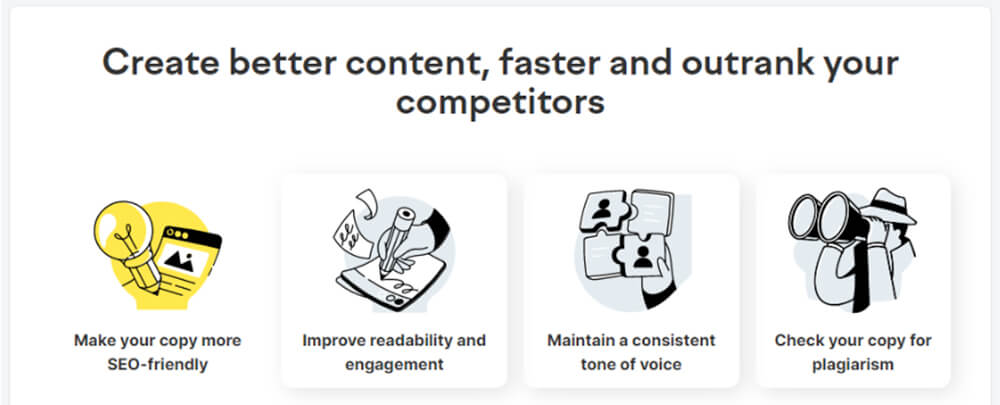 Create better content, faster and outrank your
competitors
Make your copy more
SEO-friendly
Improve readability and
engagement
Maintain a consistent
tone of voice
Check your copy for
plagiarism